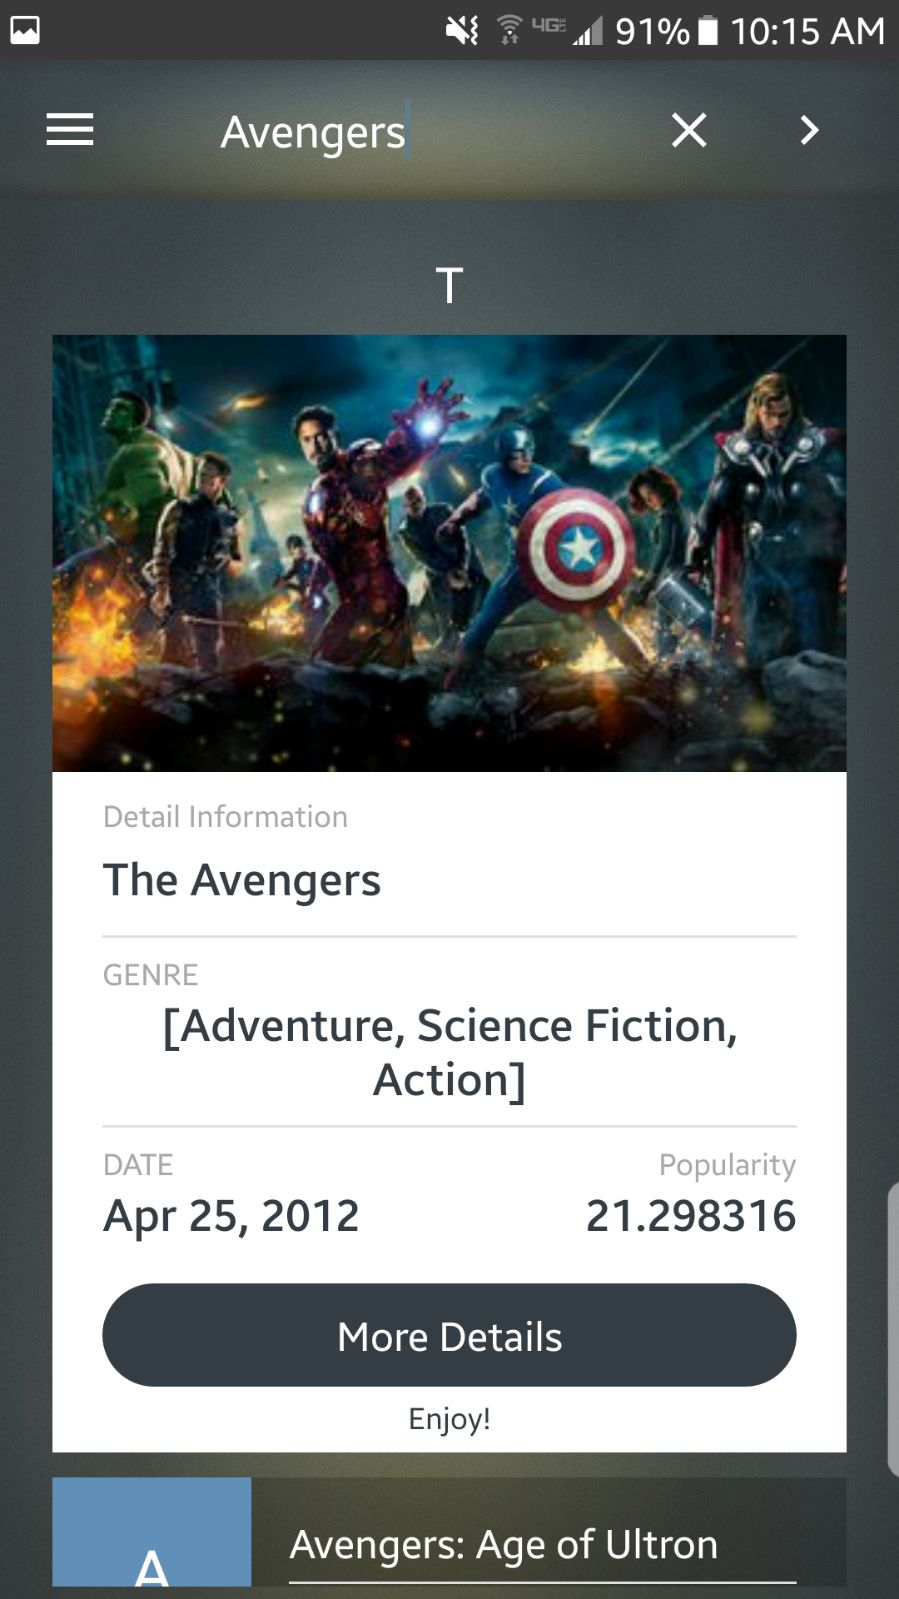 4GE 91% 10:15 AM
Avengers
T
Detail Information
The Avengers
GENRE
[Adventure, Science Fiction,
Action]
DATE Popularity
Apr 25, 2012 21.298316
More Details
Enjoy!
A Avengers: Age of Ultron